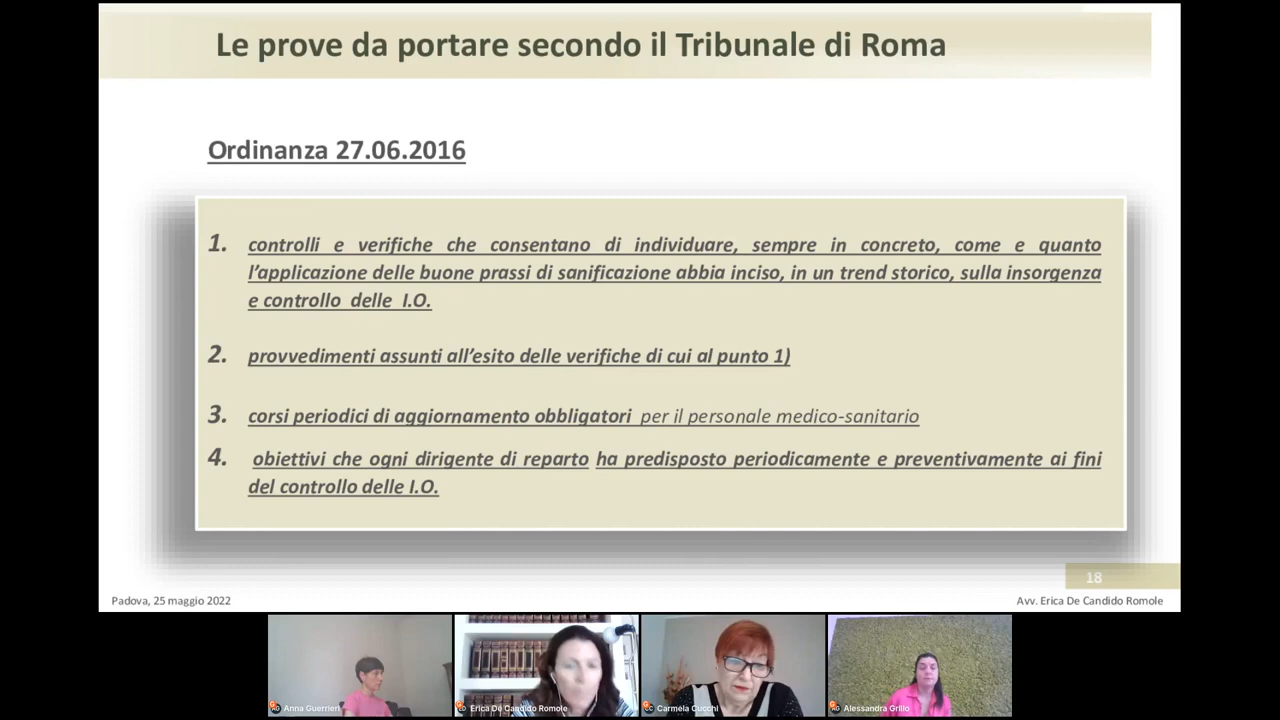 Le prove da portare secondo il Tribunale di Roma
Ordinanza 27.06.2016
1. controlli e verifiche che consentano di individuare, sempre in concreto, come e quanto
l’applicazione delle buone prassi di sanificazione abbia inciso, in un trend storico, sulla insorgenza
e controllo delle I.O.
2. provvedimenti assunti all’esito delle verifiche di cui al punto 1)
3. corsi periodici di aggiornamento obbligatori per il personale medico-sanitario
4. obiettivi che ogni dirigente di reparto ha predisposto periodicamente e preventivamente ai fini
del controllo delle I.O.
18
Padova, 25 maggio 2022
Avv. Erica De Candido Romole
Anna Guerrieri
Erica De Candido Romole
Carmela Cucchi
Alessandra Grillo